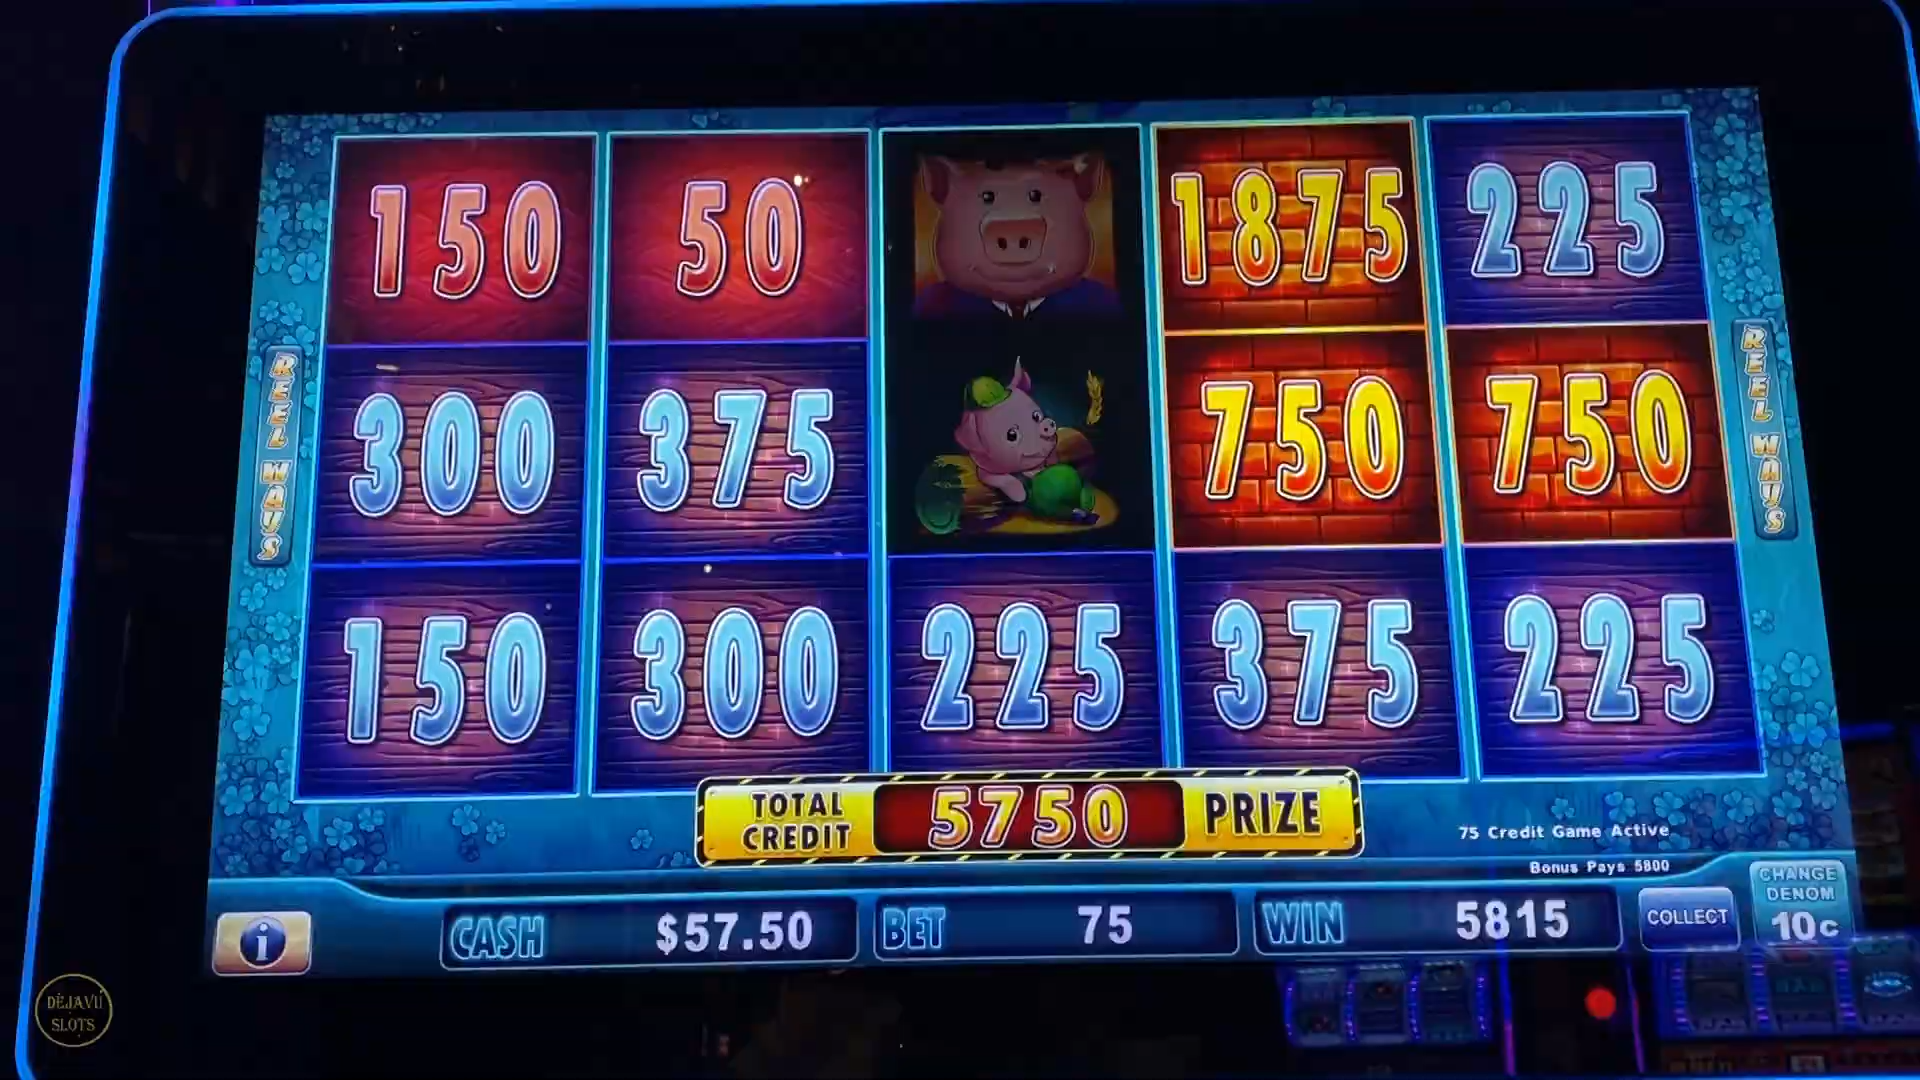 150 50 1875 225
300 375 750 750
150 300 225 375 225
REEL WAYS
REEL WAYS
TOTAL CREDIT 5750 PRIZE
75 Credit Game Active
Bonus Pays 5800
CASH $57.50 BET 75 WIN 5815 COLLECT
CHANGE
DENOM
10c
i
DÉJAVU
SLOTS